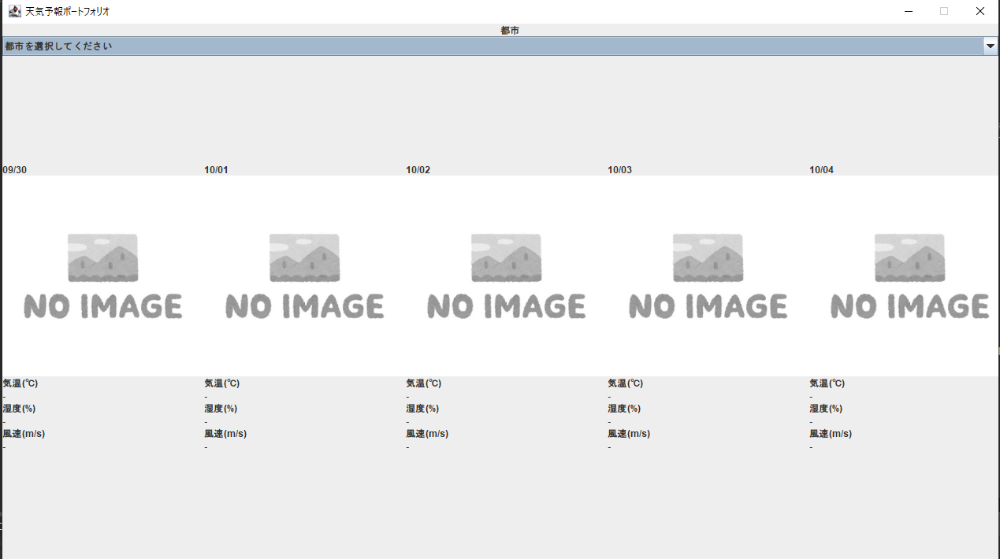 天気予報ポートフォリオ
都市
都市を選択してください
09/30 10/01 10/02 10/03 10/04
NO IMAGE NO IMAGE NO IMAGE NO IMAGE NO IMAGE
気温(℃) 気温(℃) 気温(℃) 気温(℃) 気温(℃)
- - - - -
湿度(%) 湿度(%) 湿度(%) 湿度(%) 湿度(%)
- - - - -
風速(m/s) 風速(m/s) 風速(m/s) 風速(m/s) 風速(m/s)
- - - - -